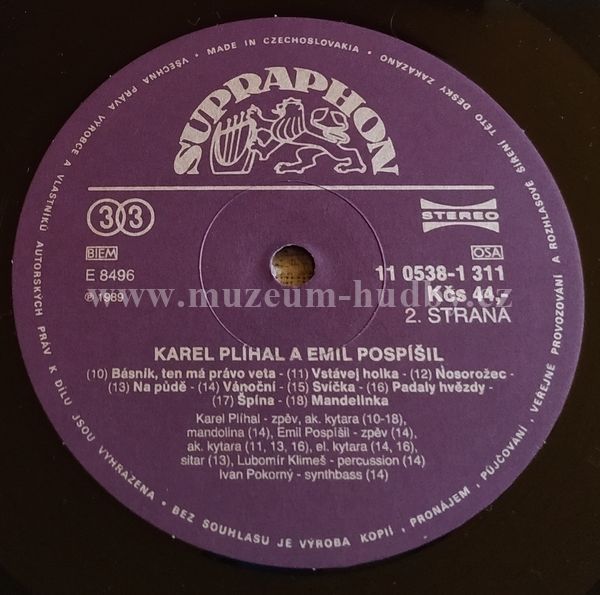 VŠECHNA PRÁVA VÝROBCE A VLASTNÍKŮ AUTORSKÝCH PRÁV K DÍLU JSOU VYHRAZENA • BEZ SOUHLASU JE VÝROBA KOPIÍ, PRONÁJEM, PŮJČOVÁNÍ, VEŘEJNÉ PROVOZOVÁNÍ A ROZHLASOVÉ ŠÍŘENÍ TÉTO DESKY ZAKÁZÁNO • MADE IN CZECHOSLOVAKIA •
SUPRAPHON
33
STEREO
BIEM
OSA
E 8496
11 0538-1 311
℗ 1989
Kčs 44,-
www.muzeum-hudby.cz
2. STRANA
KAREL PLÍHAL A EMIL POSPÍŠIL
(10) Básník, ten má právo veta - (11) Vstávej holka - (12) Nosorožec -
(13) Na půdě - (14) Vánoční - (15) Svíčka - (16) Padaly hvězdy -
(17) Špína - (18) Mandelinka
Karel Plíhal - zpěv, ak. kytara (10-18),
mandolina (14), Emil Pospíšil - zpěv (14),
ak. kytara (11, 13, 16), el. kytara (14, 16),
sitar (13), Lubomír Klimeš - percussion (14)
Ivan Pokorný - synthbass (14)